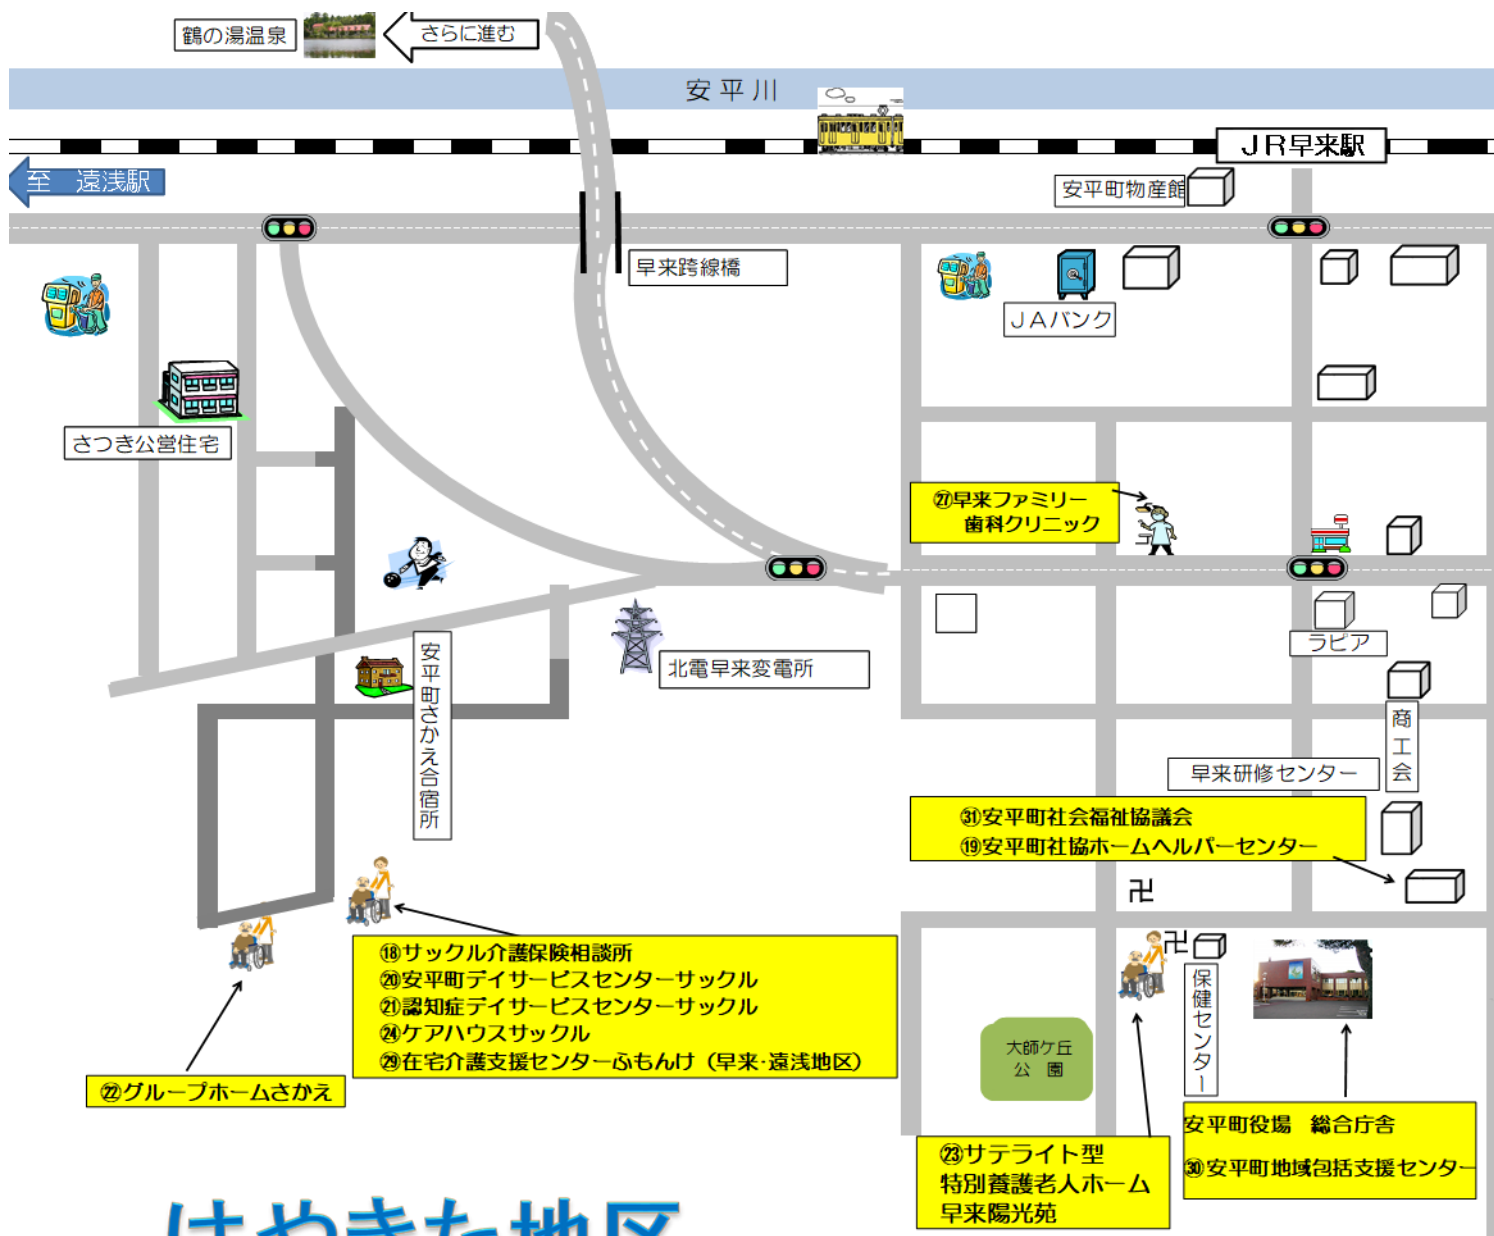 鶴の湯温泉
さらに進む
安平川
JR早来駅
至　遠浅駅
安平町物産館
早来跨線橋
JAバンク
さつき公営住宅
㉗早来ファミリー
歯科クリニック
安平町さかえ合宿所
北電早来変電所
ラピア
商工会
早来研修センター
㉛安平町社会福祉協議会
⑲安平町社協ホームヘルパーセンター
卍
卍
⑱サックル介護保険相談所
⑳安平町デイサービスセンターサックル
㉑認知症デイサービスセンターサックル
㉔ケアハウスサックル
㉙在宅介護支援センターふもんけ（早来・遠浅地区）
㉒グループホームさかえ
保健センター
大師ケ丘
公　園
安平町役場　総合庁舎
㉚安平町地域包括支援センター
㉓サテライト型
特別養護老人ホーム
早来陽光苑
はやきた地区